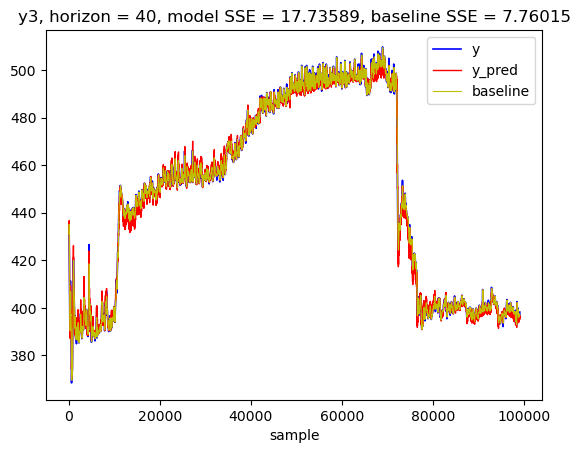 y3, horizon = 40, model SSE = 17.73589, baseline SSE = 7.76015
y
y_pred
baseline
500
480
460
440
420
400
380
0
20000
40000
60000
80000
100000
sample